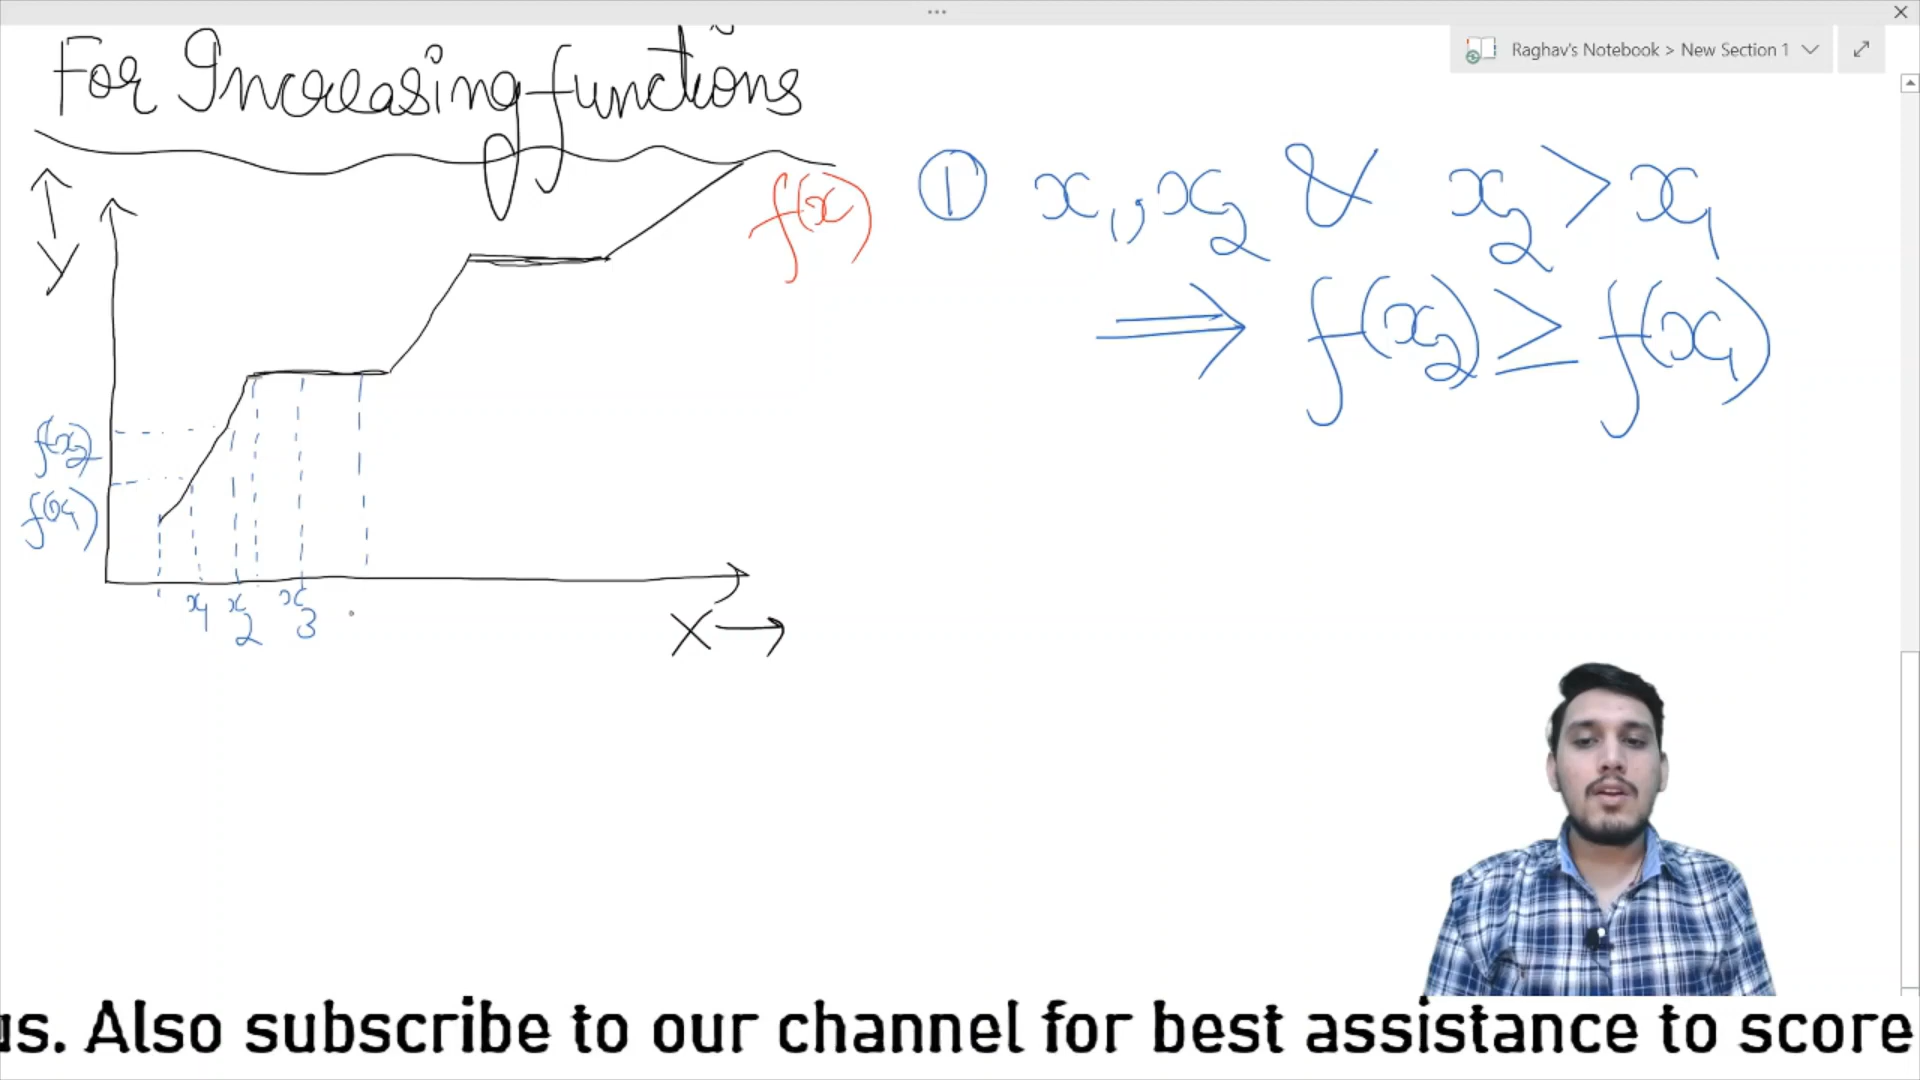 Raghav's Notebook > New Section 1
For Increasing functions
① x₁, x₂ & x₂ > x₁
⟹ f(x₂) ≥ f(x₁)
f(x)
Y
f(x₂)
f(x₁)
x₁ x₂ x₃
X →
us. Also subscribe to our channel for best assistance to score